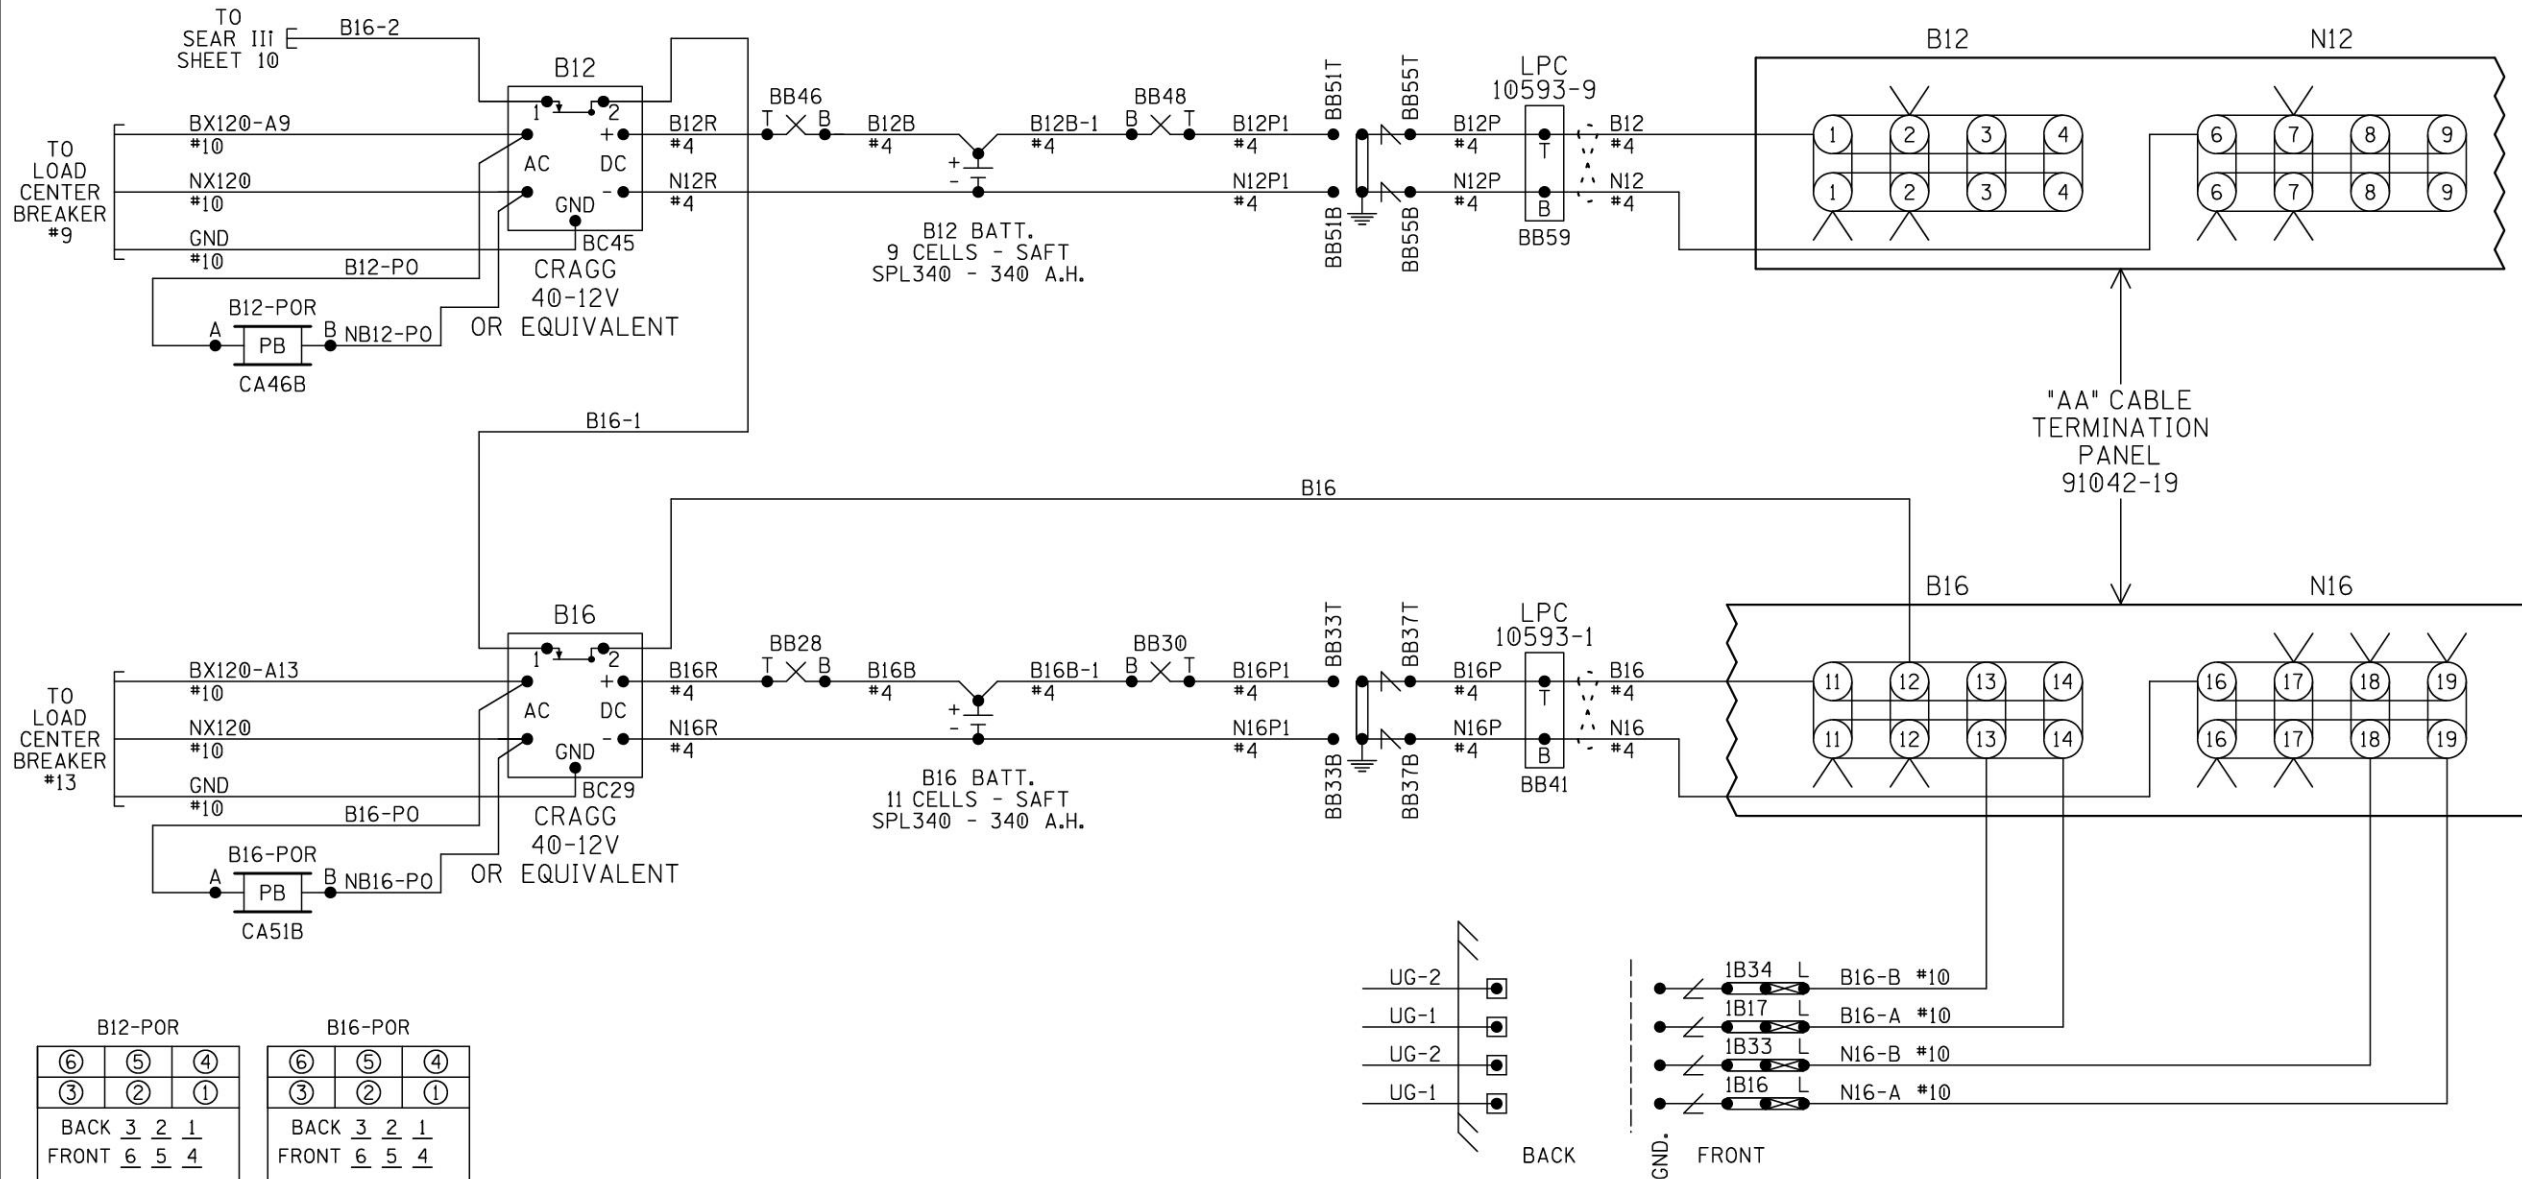 TO
SEAR III
SHEET 10
B16-2
B12
1 2
AC
+ DC
-
GND
BC45
CRAGG
40-12V
OR EQUIVALENT
TO
LOAD
CENTER
BREAKER
#9
BX120-A9
#10
NX120
#10
GND
#10
B12-PO
B12-POR
A PB B
NB12-PO
CA46B
B12R
#4
N12R
#4
BB46
T B
B12B
#4
+
-
B12 BATT.
9 CELLS - SAFT
SPL340 - 340 A.H.
B12B-1
#4
BB48
B T
B12P1
#4
N12P1
#4
BB51T
BB51B
BB55T
BB55B
B12P
#4
N12P
#4
LPC
10593-9
T
B
BB59
B12
#4
N12
#4
B12 N12
1 2 3 4 6 7 8 9
1 2 3 4 6 7 8 9
"AA" CABLE
TERMINATION
PANEL
91042-19
B16-1
B16
B16
1 2
AC
+ DC
-
GND
BC29
CRAGG
40-12V
OR EQUIVALENT
TO
LOAD
CENTER
BREAKER
#13
BX120-A13
#10
NX120
#10
GND
#10
B16-PO
B16-POR
A PB B
NB16-PO
CA51B
B16R
#4
N16R
#4
BB28
T B
B16B
#4
+
-
B16 BATT.
11 CELLS - SAFT
SPL340 - 340 A.H.
B16B-1
#4
BB30
B T
B16P1
#4
N16P1
#4
BB33T
BB33B
BB37T
BB37B
B16P
#4
N16P
#4
LPC
10593-1
T
B
BB41
B16
#4
N16
#4
B16 N16
11 12 13 14 16 17 18 19
11 12 13 14 16 17 18 19
UG-2 1B34 L B16-B #10
UG-1 1B17 L B16-A #10
UG-2 1B33 L N16-B #10
UG-1 1B16 L N16-A #10
BACK GND. FRONT
B12-POR
6 5 4
3 2 1
BACK 3 2 1
FRONT 6 5 4
B16-POR
6 5 4
3 2 1
BACK 3 2 1
FRONT 6 5 4